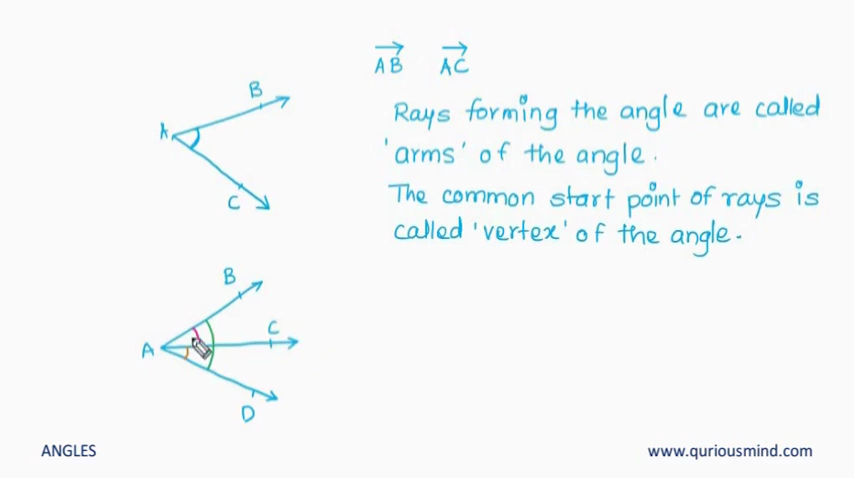 AB AC
B
Rays forming the angle are called
A
'arms' of the angle.
The common start point of rays is
C
called 'vertex' of the angle.
B
C
A
D
ANGLES www.quriousmind.com